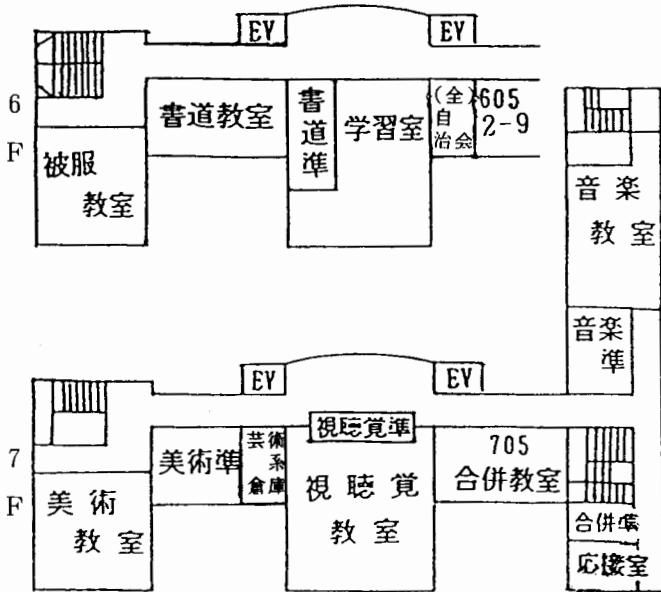 6F
EV
EV
書道教室
書道準
学習室
(全)自治会
605
2-9
被服
教室
音楽
教室
音楽
準
7F
EV
EV
視聴覚準
美術準
芸術系倉庫
705
合併教室
視聴覚
教室
美術
教室
合併準
応接室